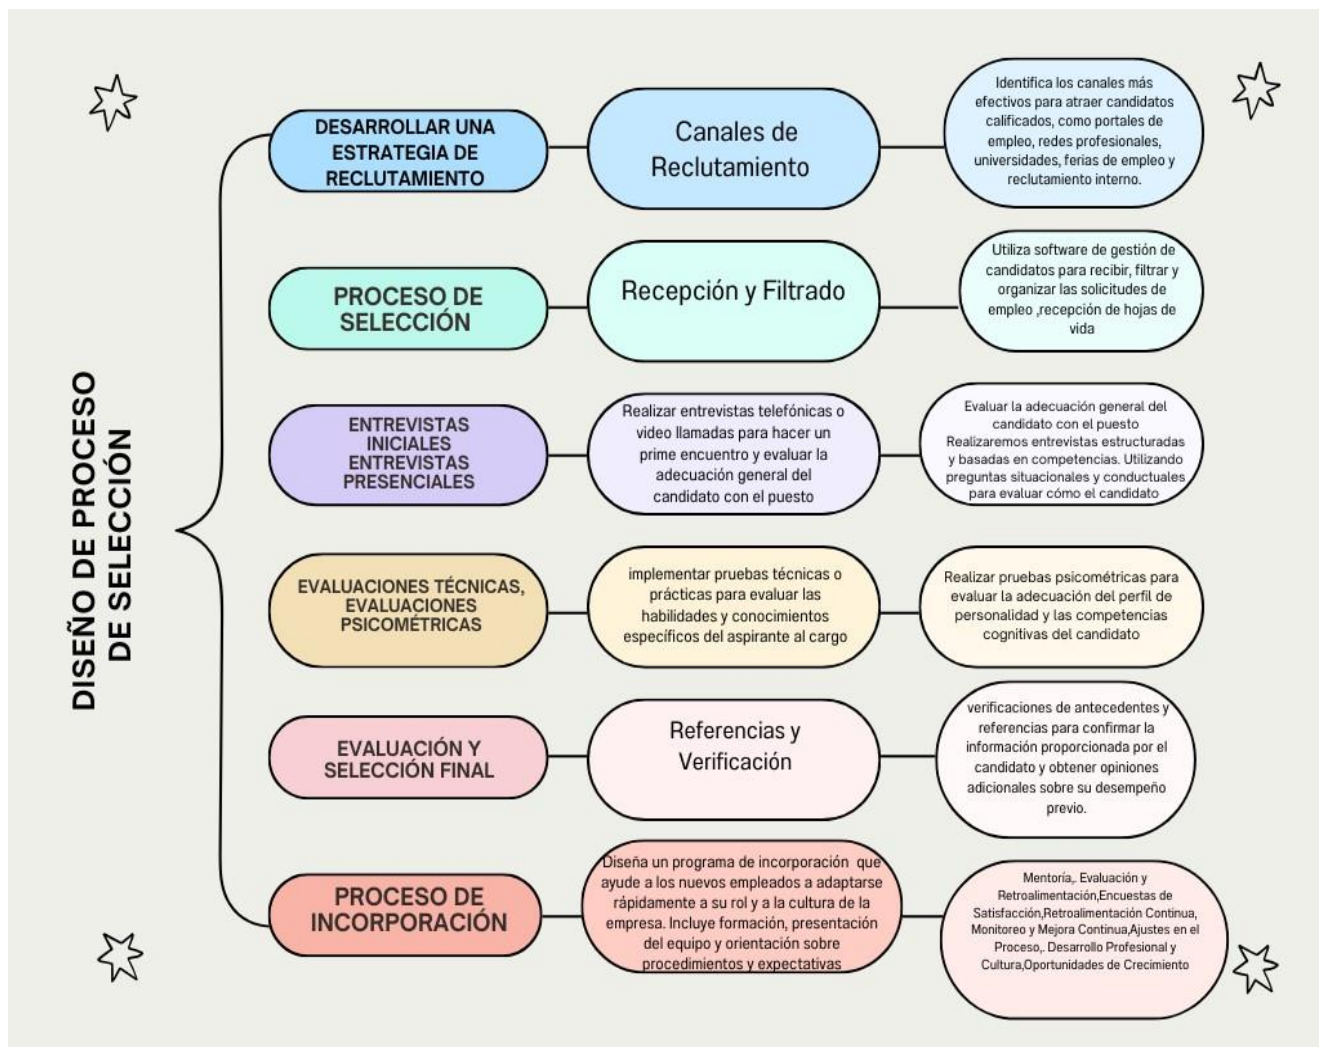 DISEÑO DE PROCESO
DE SELECCIÓN
DESARROLLAR UNA
ESTRATEGIA DE
RECLUTAMIENTO
Canales de
Reclutamiento
Identifica los canales más
efectivos para atraer candidatos
calificados, como portales de
empleo, redes profesionales,
universidades, ferias de empleo y
reclutamiento interno.
PROCESO DE
SELECCIÓN
Recepción y Filtrado
Utiliza software de gestión de
candidatos para recibir, filtrar y
organizar las solicitudes de
empleo ,recepción de hojas de
vida
ENTREVISTAS
INICIALES
ENTREVISTAS
PRESENCIALES
Realizar entrevistas telefónicas o
video llamadas para hacer un
prime encuentro y evaluar la
adecuación general del
candidato con el puesto
Evaluar la adecuación general del
candidato con el puesto
Realizaremos entrevistas estructuradas
y basadas en competencias. Utilizando
preguntas situacionales y conductuales
para evaluar cómo el candidato
EVALUACIONES TÉCNICAS,
EVALUACIONES
PSICOMÉTRICAS
implementar pruebas técnicas o
prácticas para evaluar las
habilidades y conocimientos
específicos del aspirante al cargo
Realizar pruebas psicométricas para
evaluar la adecuación del perfil de
personalidad y las competencias
cognitivas del candidato
EVALUACIÓN Y
SELECCIÓN FINAL
Referencias y
Verificación
verificaciones de antecedentes y
referencias para confirmar la
información proporcionada por el
candidato y obtener opiniones
adicionales sobre su desempeño
previo.
PROCESO DE
INCORPORACIÓN
Diseña un programa de incorporación que
ayude a los nuevos empleados a adaptarse
rápidamente a su rol y a la cultura de la
empresa. Incluye formación, presentación
del equipo y orientación sobre
procedimientos y expectativas
Mentoría,. Evaluación y
Retroalimentación,Encuestas de
Satisfacción,Retroalimentación Continua,
Monitoreo y Mejora Continua,Ajustes en el
Proceso,. Desarrollo Profesional y
Cultura,Oportunidades de Crecimiento